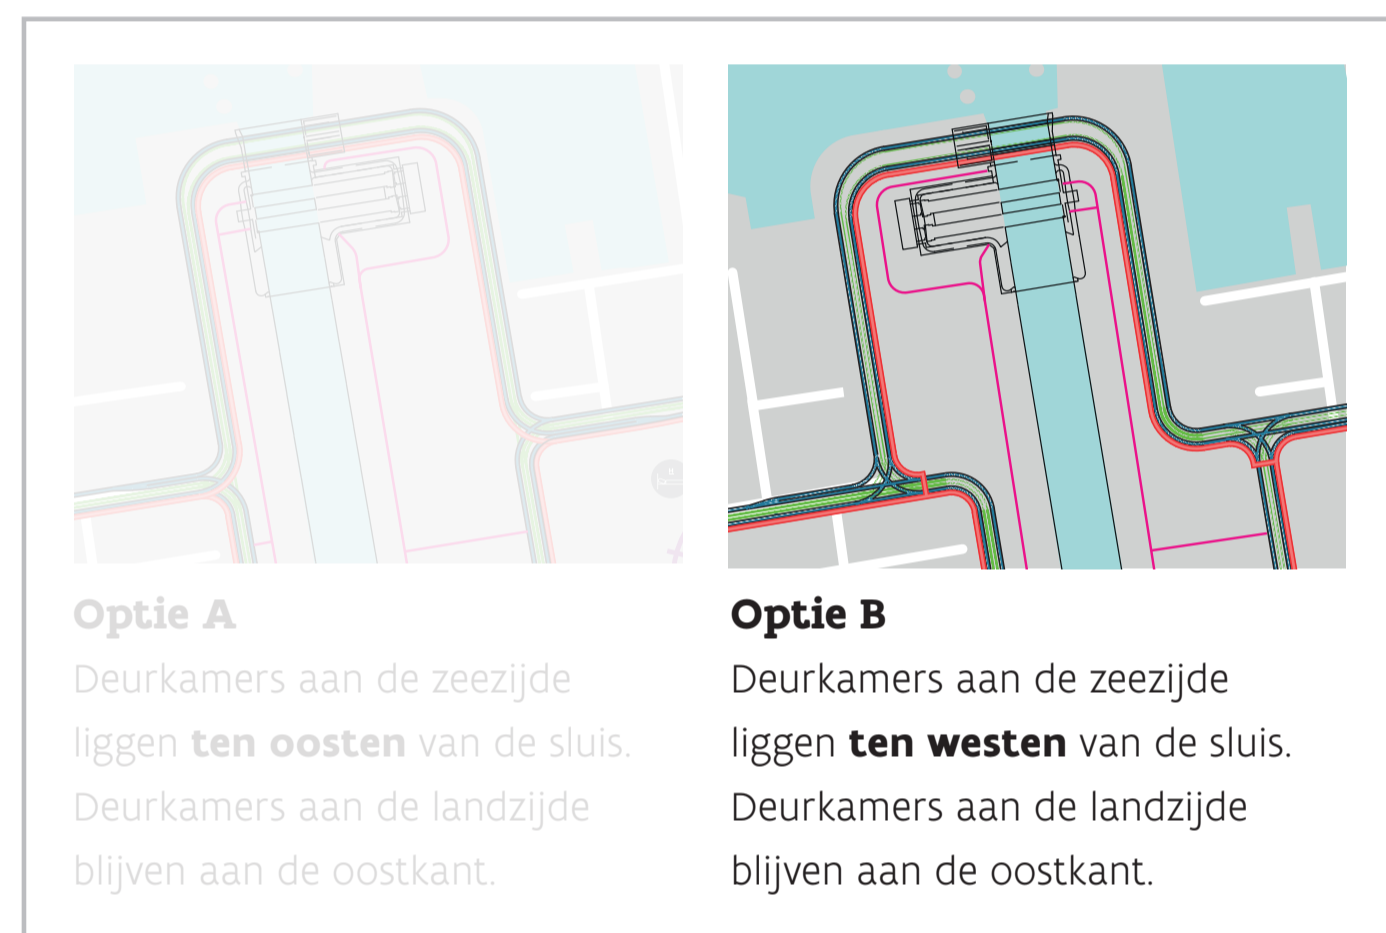 Optie A
Deurkamers aan de zeezijde
liggen ten oosten van de sluis.
Deurkamers aan de landzijde
blijven aan de oostkant.
Optie B
Deurkamers aan de zeezijde
liggen ten westen van de sluis.
Deurkamers aan de landzijde
blijven aan de oostkant.